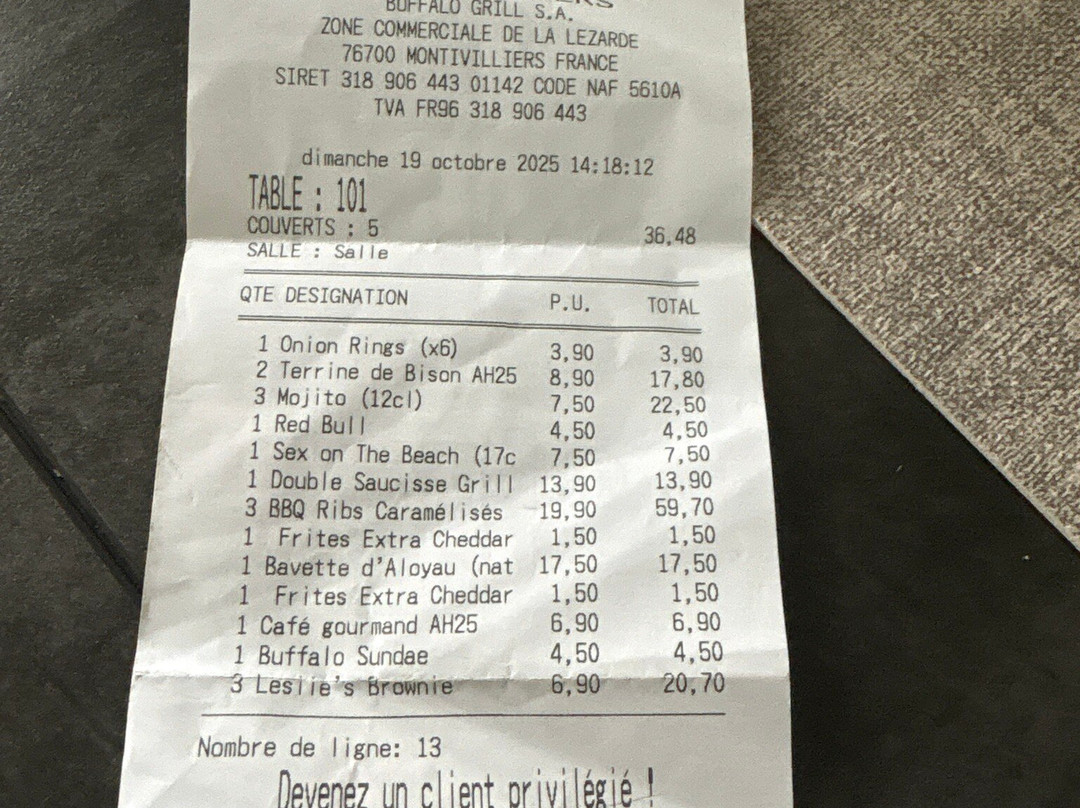 BUFFALO GRILL S.A.
ZONE COMMERCIALE DE LA LEZARDE
76700 MONTIVILLIERS FRANCE
SIRET 318 906 443 01142 CODE NAF 5610A
TVA FR96 318 906 443
dimanche 19 octobre 2025 14:18:12
TABLE : 101
COUVERTS : 5 36,48
SALLE : Salle
QTE DESIGNATION P.U. TOTAL
1 Onion Rings (x6) 3,90 3,90
2 Terrine de Bison AH25 8,90 17,80
3 Mojito (12cl) 7,50 22,50
1 Red Bull 4,50 4,50
1 Sex on The Beach (17c 7,50 7,50
1 Double Saucisse Grill 13,90 13,90
3 BBQ Ribs Caramélisés 19,90 59,70
1 Frites Extra Cheddar 1,50 1,50
1 Bavette d'Aloyau (nat 17,50 17,50
1 Frites Extra Cheddar 1,50 1,50
1 Café gourmand AH25 6,90 6,90
1 Buffalo Sundae 4,50 4,50
3 Leslie's Brownie 6,90 20,70
Nombre de ligne: 13
Devenez un client privilégié !